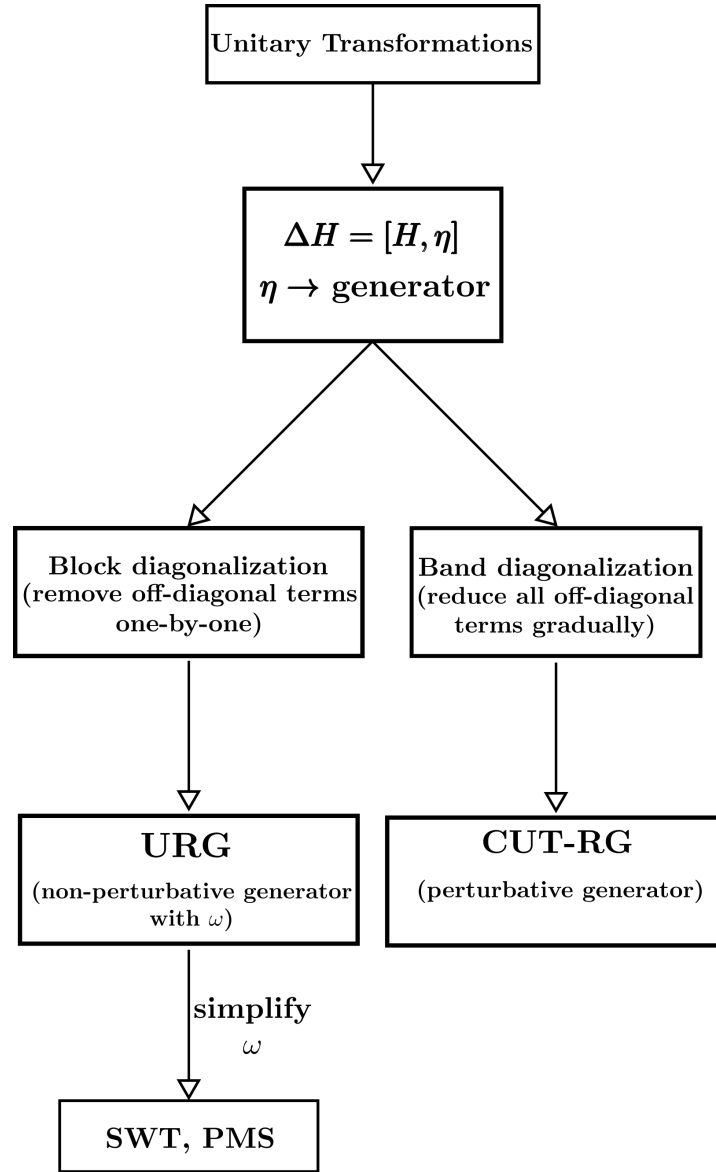 Unitary Transformations
ΔH = [H, η]
η → generator
Block diagonalization
(remove off-diagonal terms
one-by-one)
Band diagonalization
(reduce all off-diagonal
terms gradually)
URG
(non-perturbative generator
with ω)
CUT-RG
(perturbative generator)
simplify
ω
SWT, PMS